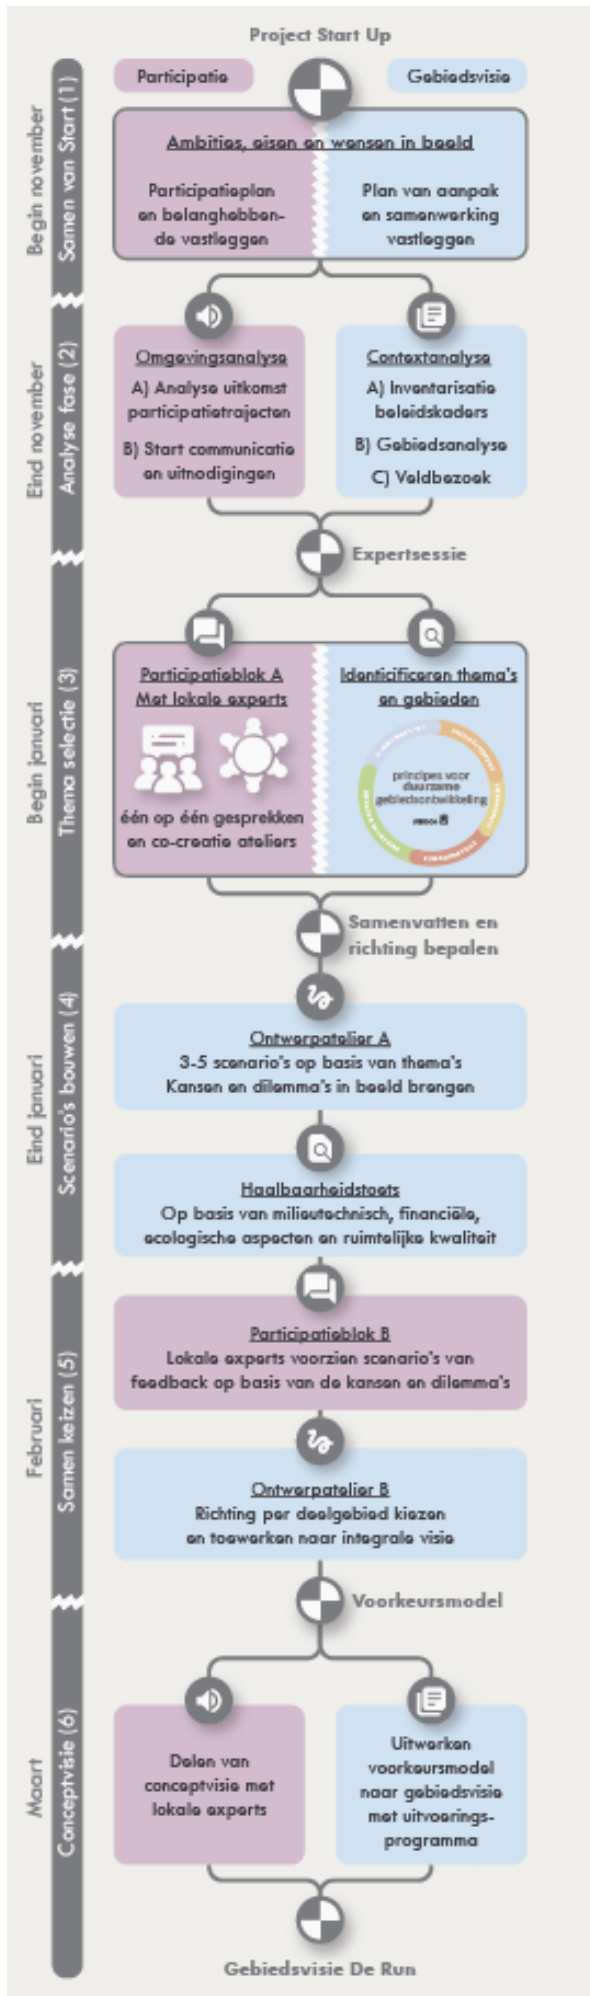 Project Start Up
Participatie
Gebiedsvisie
Begin november
Samen van Start (1)
Ambities, eisen en wensen in beeld
Participatieplan
en belanghebben-
de vastleggen
Plan van aanpak
en samenwerking
vastleggen
Eind november
Analyse fase (2)
Omgevingsanalyse
A) Analyse uitkomst
participatietrajecten
B) Start communicatie
en uitnodigingen
Contextanalyse
A) Inventarisatie
beleidskaders
B) Gebiedsanalyse
C) Veldbezoek
Expertsessie
Begin januari
Thema selectie (3)
Participatieblok A
Met lokale experts
één op één gesprekken
en co-creatie ateliers
Identicificeren thema's
en gebieden
principes voor
duurzame
gebiedsontwikkeling
Samenvatten en
richting bepalen
Eind januari
Scenario's bouwen (4)
Ontwerpatelier A
3-5 scenario's op basis van thema's
Kansen en dilemma's in beeld brengen
Haalbaarheidstoets
Op basis van milieutechnisch, financiële,
ecologische aspecten en ruimtelijke kwaliteit
Februari
Samen keizen (5)
Participatieblok B
Lokale experts voorzien scenario's van
feedback op basis van de kansen en dilemma's
Ontwerpatelier B
Richting per deelgebied kiezen
en toewerken naar integrale visie
Voorkeursmodel
Maart
Conceptvisie (6)
Delen van
conceptvisie met
lokale experts
Uitwerken
voorkeursmodel
naar gebiedsvisie
met uitvoerings-
programma
Gebiedsvisie De Run